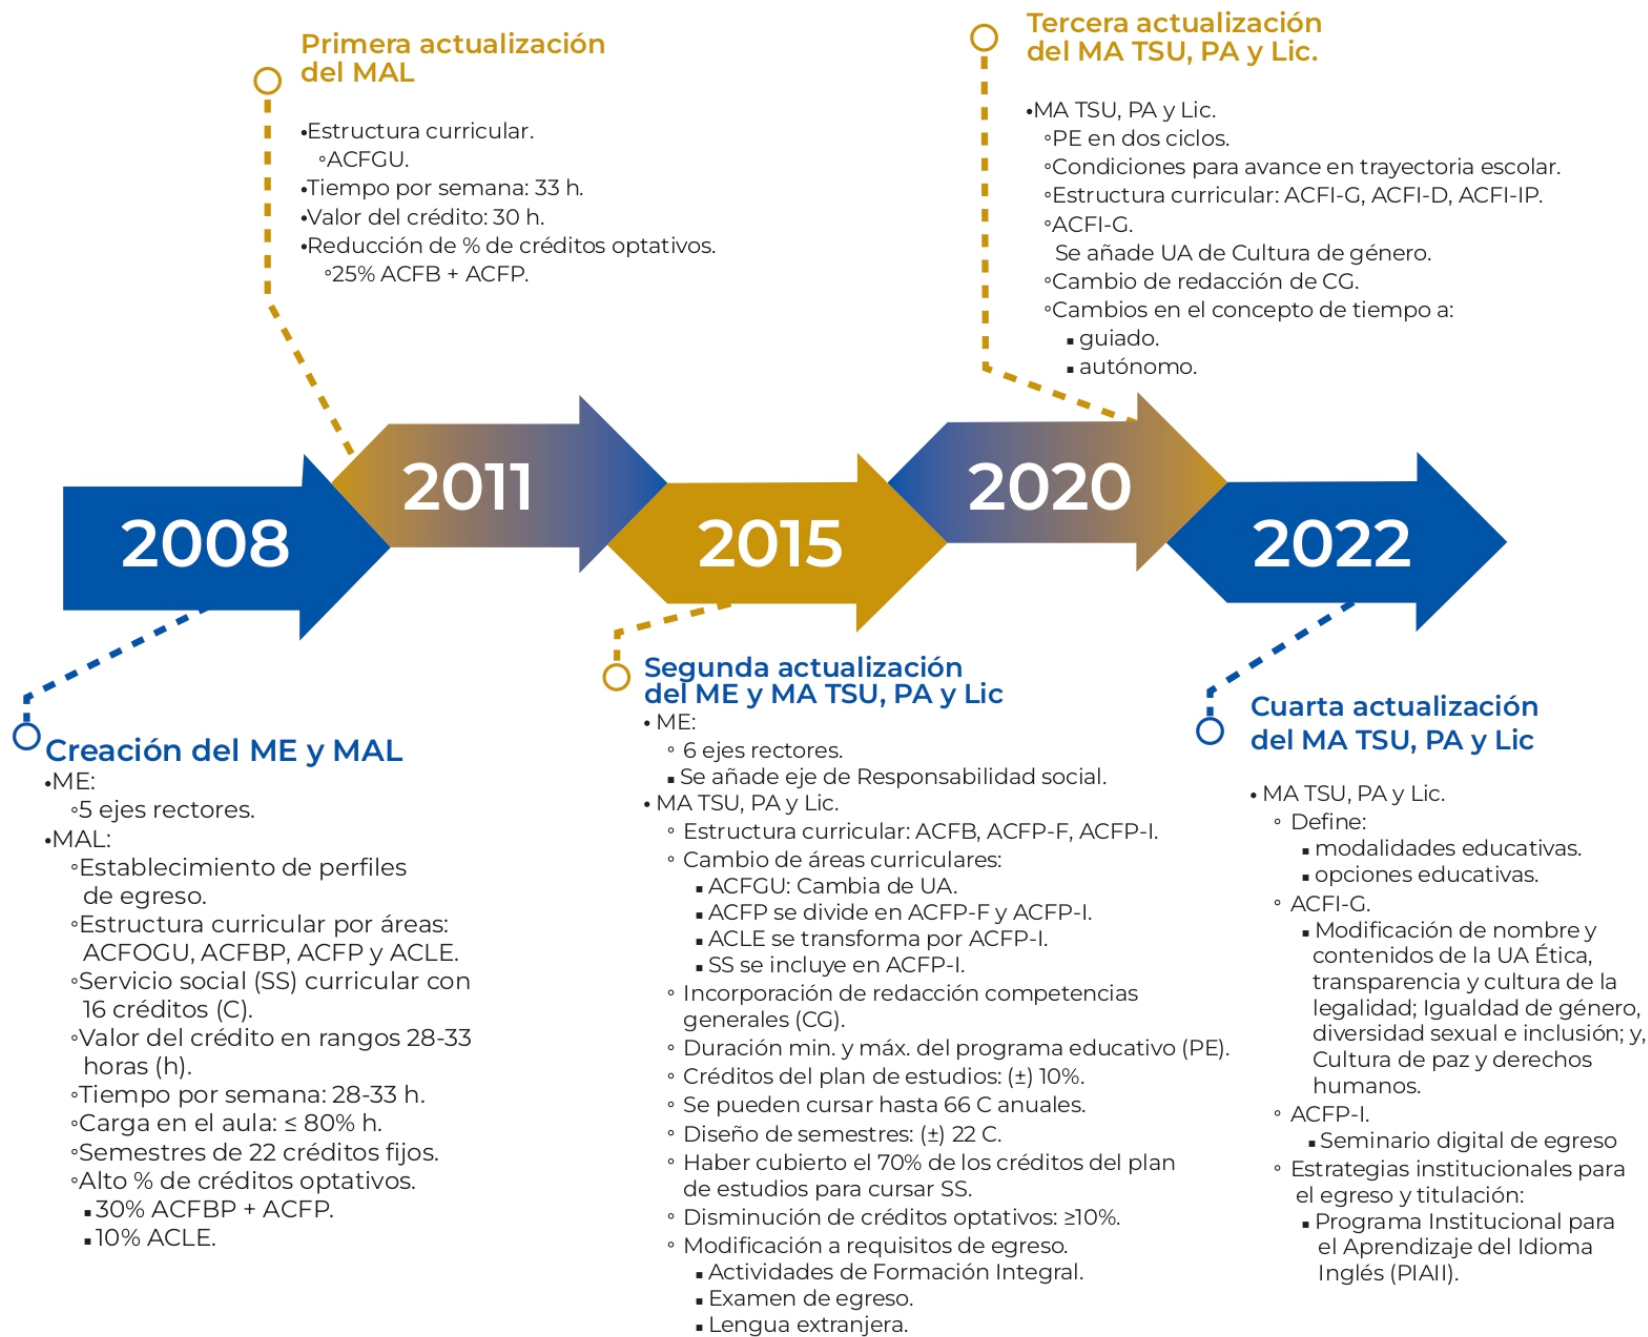 Primera actualización
del MAL
•Estructura curricular.
◦ACFGU.
•Tiempo por semana: 33 h.
•Valor del crédito: 30 h.
•Reducción de % de créditos optativos.
◦25% ACFB + ACFP.
Tercera actualización
del MA TSU, PA y Lic.
•MA TSU, PA y Lic.
◦PE en dos ciclos.
◦Condiciones para avance en trayectoria escolar.
◦Estructura curricular: ACFI-G, ACFI-D, ACFI-IP.
◦ACFI-G.
Se añade UA de Cultura de género.
◦Cambio de redacción de CG.
◦Cambios en el concepto de tiempo a:
▪ guiado.
▪ autónomo.
2008
2011
2015
2020
2022
Creación del ME y MAL
•ME:
◦5 ejes rectores.
•MAL:
◦Establecimiento de perfiles
de egreso.
◦Estructura curricular por áreas:
ACFOGU, ACFBP, ACFP y ACLE.
◦Servicio social (SS) curricular con
16 créditos (C).
◦Valor del crédito en rangos 28-33
horas (h).
◦Tiempo por semana: 28-33 h.
◦Carga en el aula: ≤ 80% h.
◦Semestres de 22 créditos fijos.
◦Alto % de créditos optativos.
▪30% ACFBP + ACFP.
▪10% ACLE.
Segunda actualización
del ME y MA TSU, PA y Lic
• ME:
◦ 6 ejes rectores.
▪ Se añade eje de Responsabilidad social.
• MA TSU, PA y Lic.
◦ Estructura curricular: ACFB, ACFP-F, ACFP-I.
◦ Cambio de áreas curriculares:
▪ ACFGU: Cambia de UA.
▪ ACFP se divide en ACFP-F y ACFP-I.
▪ ACLE se transforma por ACFP-I.
▪ SS se incluye en ACFP-I.
◦ Incorporación de redacción competencias
generales (CG).
◦ Duración min. y máx. del programa educativo (PE).
◦ Créditos del plan de estudios: (±) 10%.
◦ Se pueden cursar hasta 66 C anuales.
◦ Diseño de semestres: (±) 22 C.
◦ Haber cubierto el 70% de los créditos del plan
de estudios para cursar SS.
◦ Disminución de créditos optativos: ≥10%.
◦ Modificación a requisitos de egreso.
▪ Actividades de Formación Integral.
▪ Examen de egreso.
▪ Lengua extranjera.
Cuarta actualización
del MA TSU, PA y Lic
• MA TSU, PA y Lic.
◦ Define:
▪ modalidades educativas.
▪ opciones educativas.
◦ ACFI-G.
▪ Modificación de nombre y
contenidos de la UA Ética,
transparencia y cultura de la
legalidad; Igualdad de género,
diversidad sexual e inclusión; y,
Cultura de paz y derechos
humanos.
◦ ACFP-I.
▪ Seminario digital de egreso
◦ Estrategias institucionales para
el egreso y titulación:
▪ Programa Institucional para
el Aprendizaje del Idioma
Inglés (PIAII).